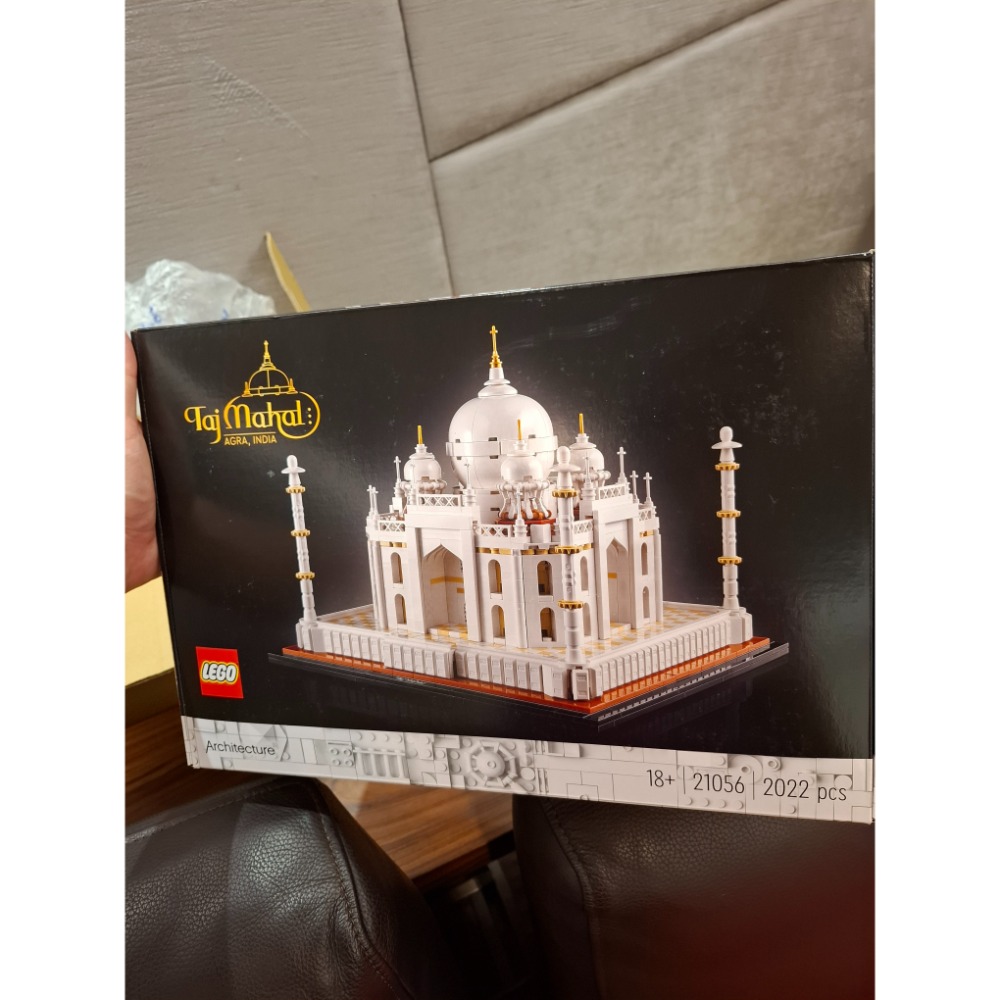 Taj Mahal
AGRA, INDIA
LEGO
Architecture
18+ | 21056 | 2022 pcs